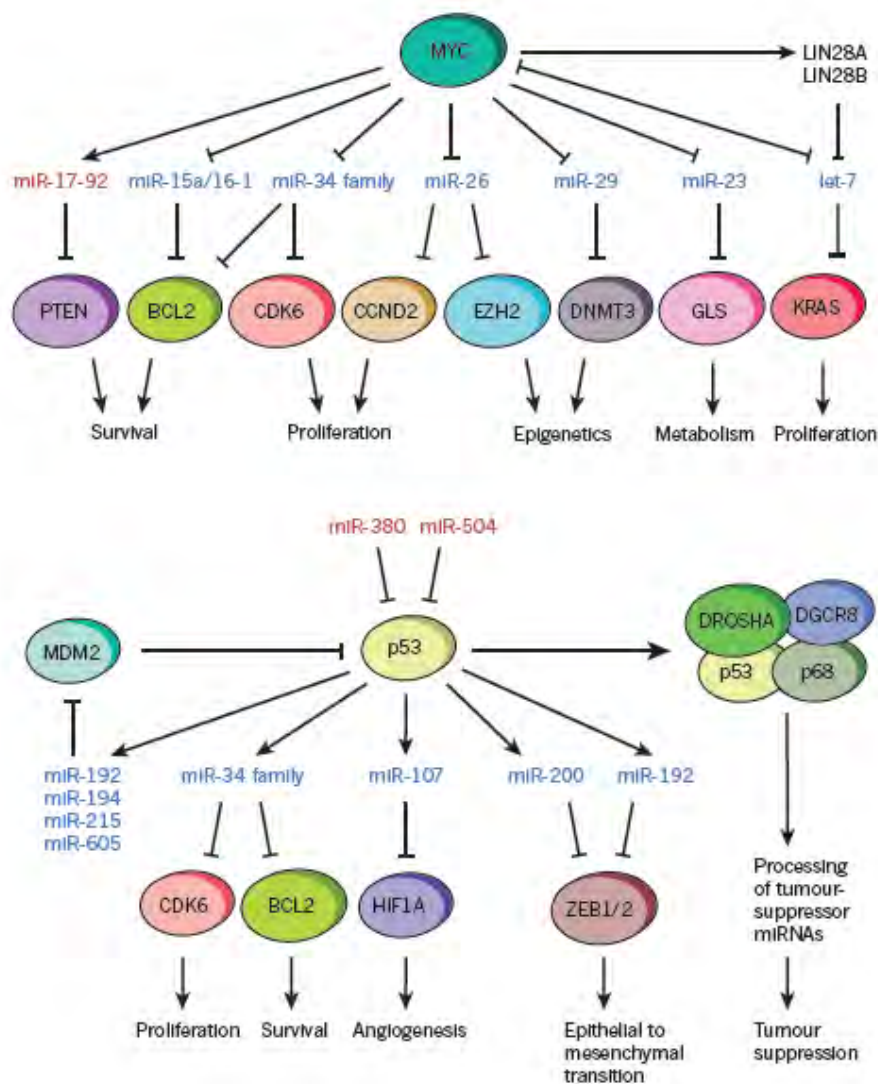 MYC
LIN28A
LIN28B
miR-17-92 miR-15a/16-1 miR-34 family miR-26 miR-29 miR-23 let-7
PTEN BCL2 CDK6 CCND2 EZH2 DNMT3 GLS KRAS
Survival Proliferation Epigenetics Metabolism Proliferation
miR-380 miR-504
MDM2 p53 DROSHA DGCR8
p53 p68
miR-192 miR-34 family miR-107 miR-200 miR-192
miR-194
miR-215
miR-605
CDK6 BCL2 HIF1A ZEB1/2
Processing
of tumour-
suppressor
miRNAs
Proliferation Survival Angiogenesis Epithelial to
mesenchymal
transition
Tumour
suppression